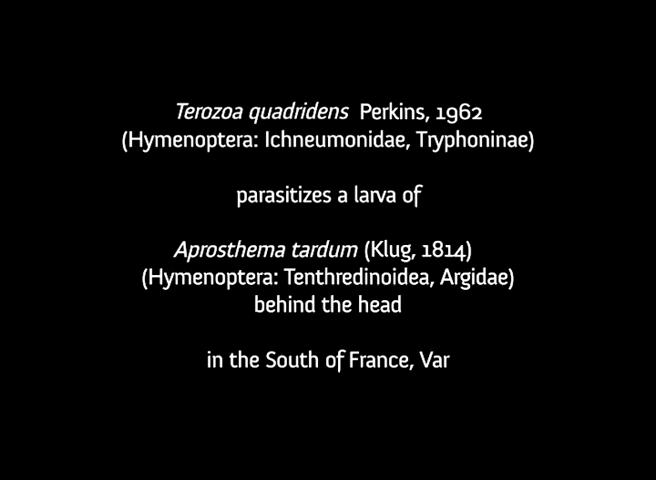 Terozoa quadridens Perkins, 1962
(Hymenoptera: Ichneumonidae, Tryphoninae)
parasitizes a larva of
Aprosthema tardum (Klug, 1814)
(Hymenoptera: Tenthredinoidea, Argidae)
behind the head
in the South of France, Var